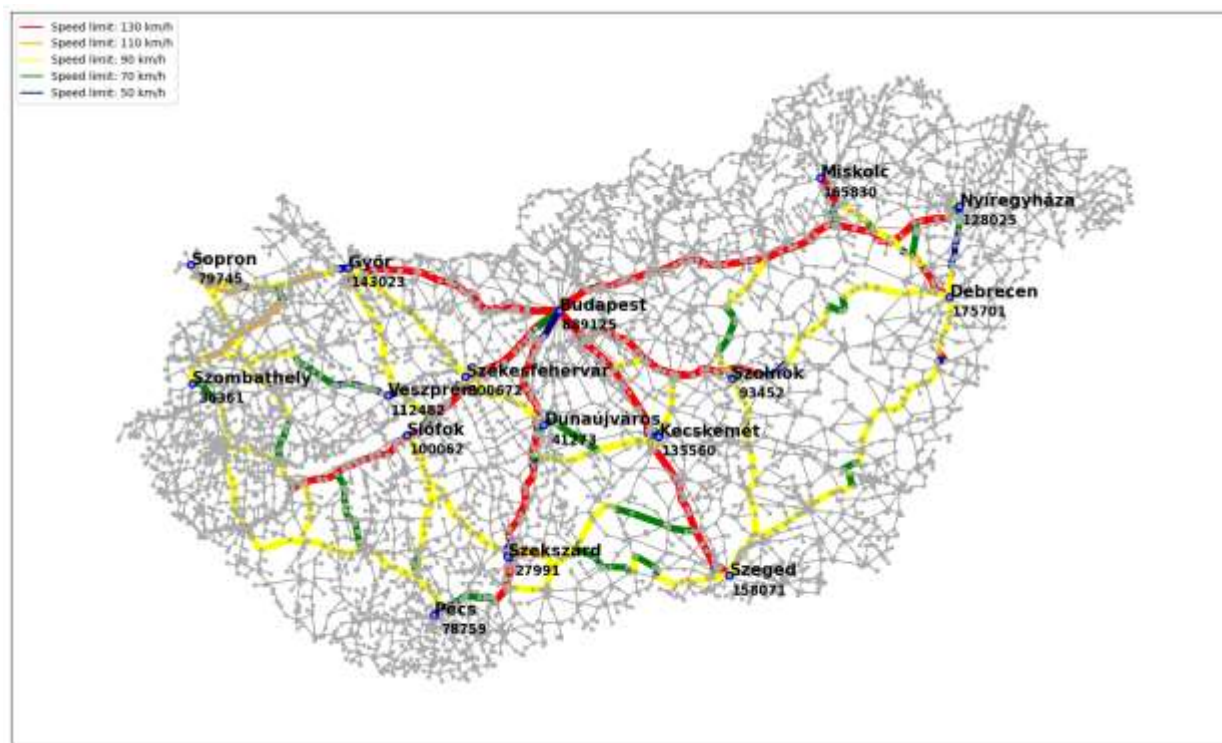 Speed limit: 130 km/h
Speed limit: 110 km/h
Speed limit: 90 km/h
Speed limit: 70 km/h
Speed limit: 50 km/h
Miskolc
165830
Nyíregyháza
128025
Sopron
79745
Győr
143023
Debrecen
175701
Budapest
Székesfehérvár
Szolnok
93452
Szombathely
Veszprém
112482
Dunaújváros
41273
Siófok
100062
Kecskemét
135560
Szekszárd
27991
Szeged
158071
Pécs
78759